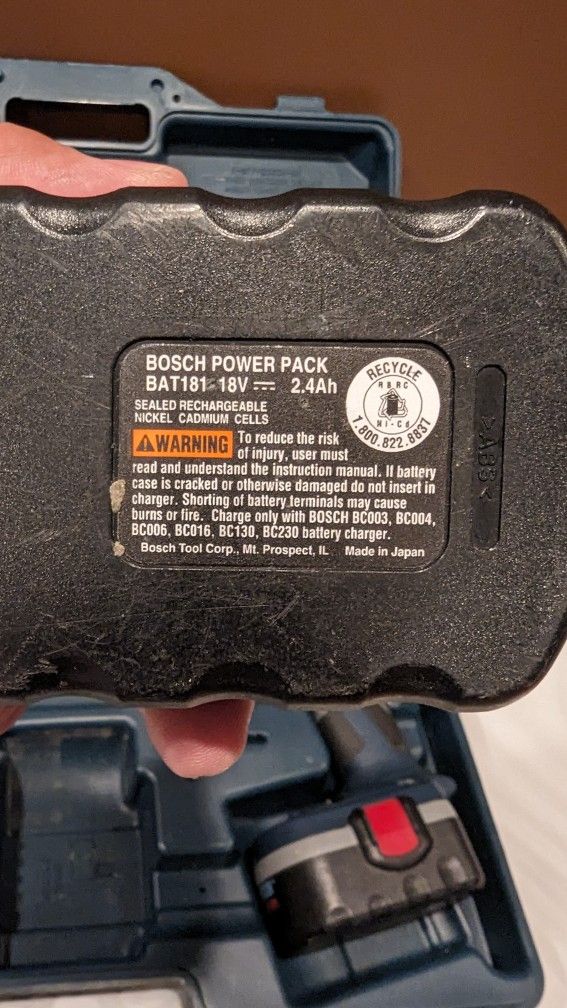 BOSCH POWER PACK
BAT181 18V ⎓ 2.4Ah
SEALED RECHARGEABLE
NICKEL CADMIUM CELLS
RECYCLE
RBRC
Ni-Cd
1.800.822.8837
⚠WARNING To reduce the risk
of injury, user must
read and understand the instruction manual. If battery
case is cracked or otherwise damaged do not insert in
charger. Shorting of battery terminals may cause
burns or fire. Charge only with BOSCH BC003, BC004,
BC006, BC016, BC130, BC230 battery charger.
Bosch Tool Corp., Mt. Prospect, IL Made in Japan
>ABS<